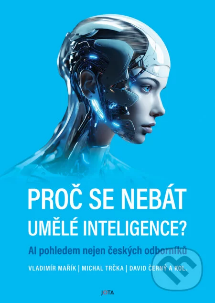 PROČ SE NEBÁT
UMĚLÉ INTELIGENCE?
AI pohledem nejen českých odborníků
VLADIMÍR MAŘÍK | MICHAL TRČKA | DAVID ČERNÝ A KOL.
JOTA
M